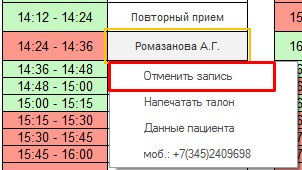 14:12 - 14:24 Повторный прием
14:24 - 14:36 Ромазанова А.Г.
14:36 - 14:48 Отменить запись
14:48 - 15:00
15:00 - 15:15 Напечатать талон
15:15 - 15:30 Данные пациента
15:30 - 15:45
15:45 - 16:00 моб.: +7(345)2409698